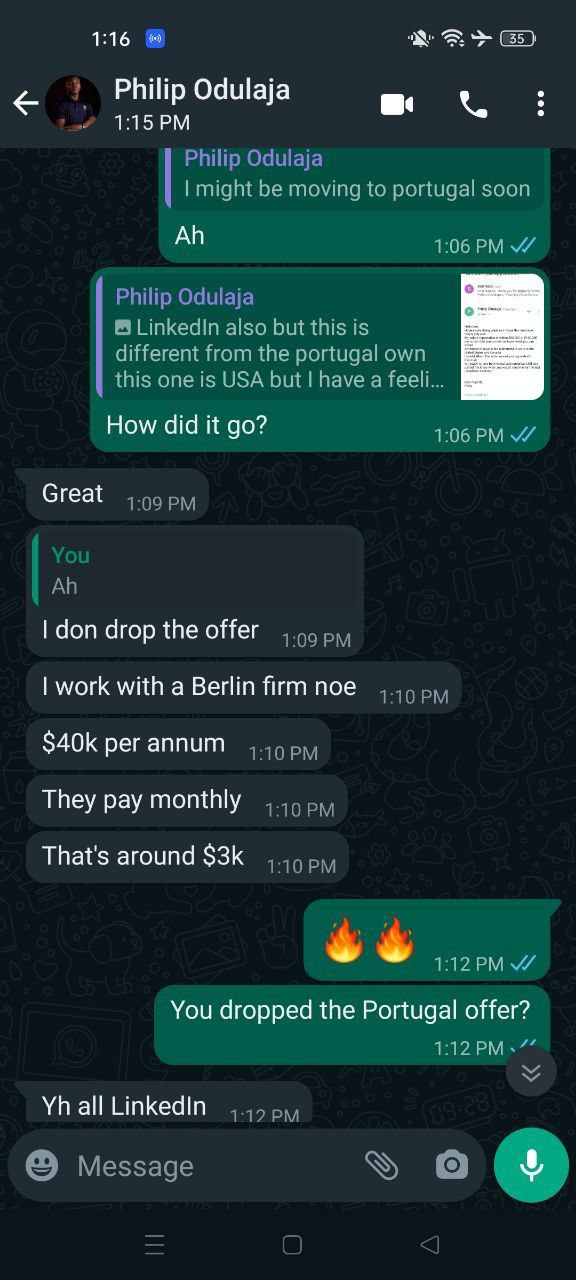 1:16
35
Philip Odulaja
1:15 PM
Philip Odulaja
I might be moving to portugal soon
Ah
1:06 PM
Philip Odulaja
LinkedIn also but this is
different from the portugal own
this one is USA but I have a feeli...
How did it go?
1:06 PM
Great
1:09 PM
You
Ah
I don drop the offer
1:09 PM
I work with a Berlin firm noe
1:10 PM
$40k per annum
1:10 PM
They pay monthly
1:10 PM
That's around $3k
1:10 PM
🔥🔥
1:12 PM
You dropped the Portugal offer?
1:12 PM
Yh all LinkedIn
1:12 PM
Message